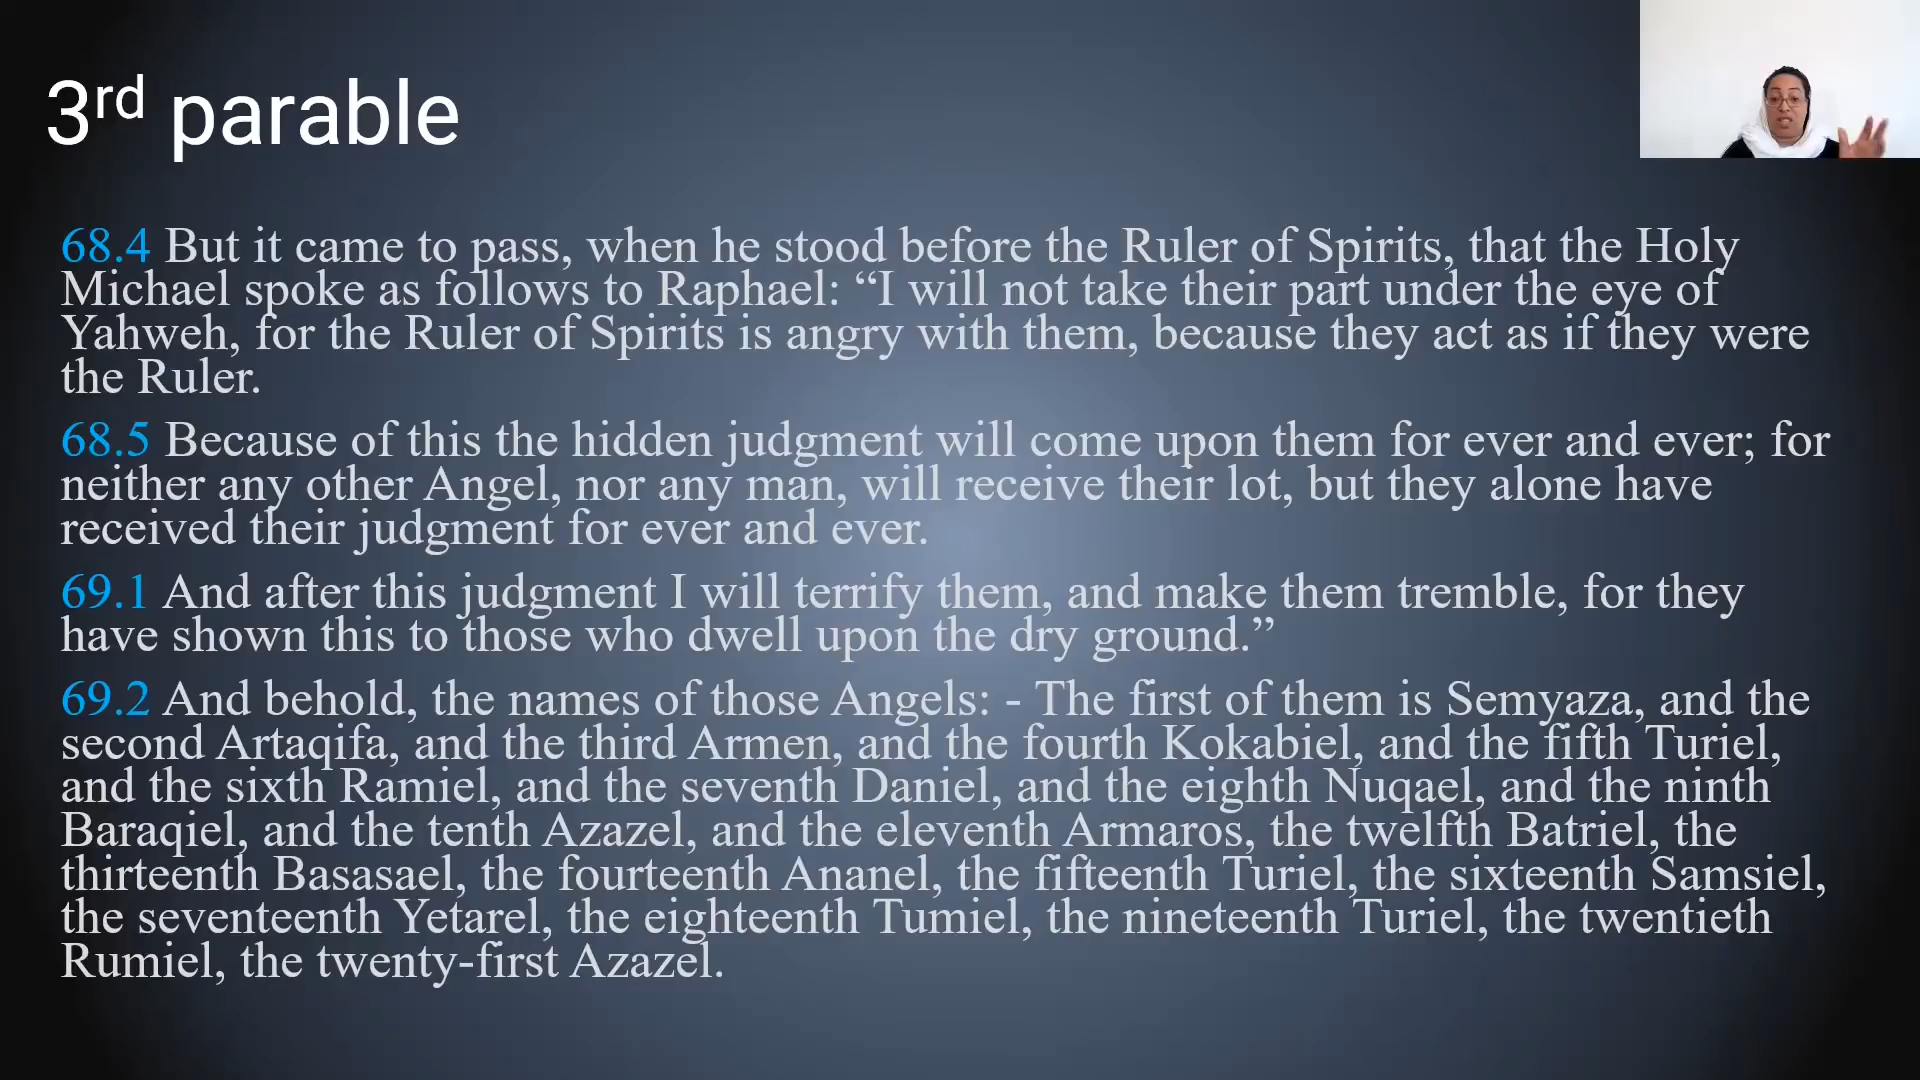 3rd parable
68.4 But it came to pass, when he stood before the Ruler of Spirits, that the Holy
Michael spoke as follows to Raphael: “I will not take their part under the eye of
Yahweh, for the Ruler of Spirits is angry with them, because they act as if they were
the Ruler.
68.5 Because of this the hidden judgment will come upon them for ever and ever; for
neither any other Angel, nor any man, will receive their lot, but they alone have
received their judgment for ever and ever.
69.1 And after this judgment I will terrify them, and make them tremble, for they
have shown this to those who dwell upon the dry ground.”
69.2 And behold, the names of those Angels: - The first of them is Semyaza, and the
second Artaqifa, and the third Armen, and the fourth Kokabiel, and the fifth Turiel,
and the sixth Ramiel, and the seventh Daniel, and the eighth Nuqael, and the ninth
Baraqiel, and the tenth Azazel, and the eleventh Armaros, the twelfth Batriel, the
thirteenth Basasael, the fourteenth Ananel, the fifteenth Turiel, the sixteenth Samsiel,
the seventeenth Yetarel, the eighteenth Tumiel, the nineteenth Turiel, the twentieth
Rumiel, the twenty-first Azazel.